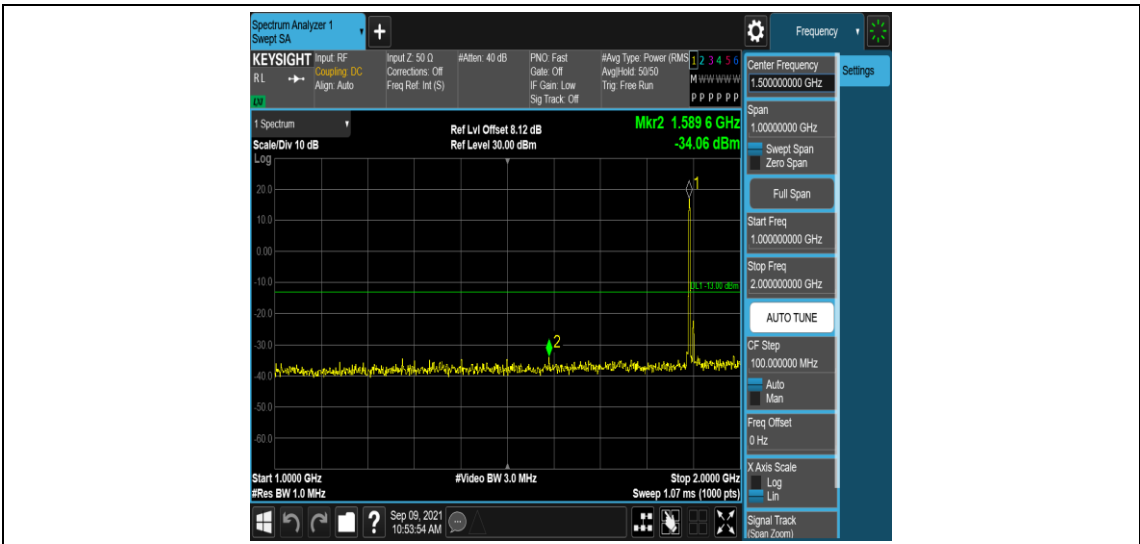 Spectrum Analyzer 1
Swept SA
+
Frequency
KEYSIGHT
RL
LNI
Input: RF
Coupling: DC
Align: Auto
Input Z: 50 Ω
Corrections: Off
Freq Ref: Int (S)
#Atten: 40 dB
PNO: Fast
Gate: Off
IF Gain: Low
Sig Track: Off
#Avg Type: Power (RMS
Avg|Hold: 50/50
Trig: Free Run
1 2 3 4 5 6
M W W W W W
P P P P P P
1 Spectrum
Scale/Div 10 dB
Ref Lvl Offset 8.12 dB
Ref Level 30.00 dBm
Mkr2 1.589 6 GHz
-34.06 dBm
Log
20.0
10.0
0.00
-10.0
-20.0
-30.0
-40.0
-50.0
-60.0
1
DL1 -13.00 dBm
2
Start 1.0000 GHz
#Res BW 1.0 MHz
#Video BW 3.0 MHz
Stop 2.0000 GHz
Sweep 1.07 ms (1000 pts)
?
Sep 09, 2021
10:53:54 AM
Center Frequency
1.500000000 GHz
Settings
Span
1.00000000 GHz
Swept Span
Zero Span
Full Span
Start Freq
1.000000000 GHz
Stop Freq
2.000000000 GHz
AUTO TUNE
CF Step
100.000000 MHz
Auto
Man
Freq Offset
0 Hz
X Axis Scale
Log
Lin
Signal Track
(Span Zoom)